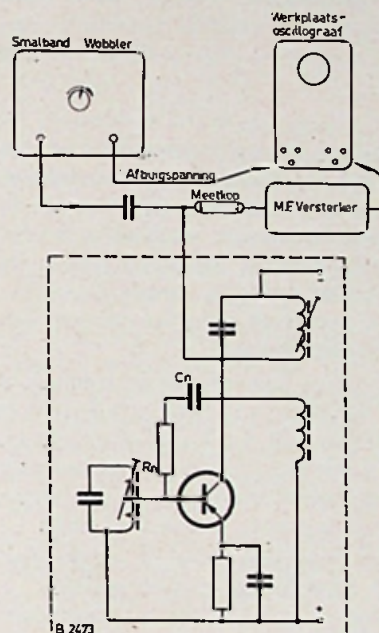 Werkplaats-
oscillograaf
Smalband Wobbler
Afbuigspanning
Meetkop
M.F. Versterker
Cn
Rn
B 2473